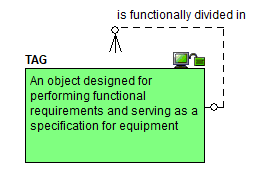 is functionally divided in
TAG
An object designed for
performing functional
requirements and serving as a
specification for equipment